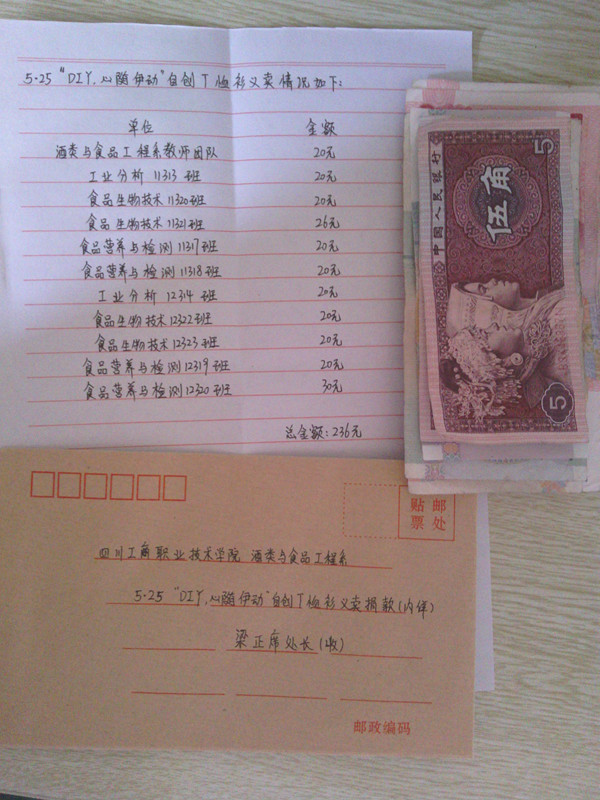 5·25 "DIY,心随伊动"自创T恤衫义卖情况如下:
单位 金额
酒类与食品工程系教师团队 20元
工业分析11313班 20元
食品生物技术11320班 20元
食品生物技术11321班 26元
食品营养与检测11317班 20元
食品营养与检测11318班 20元
工业分析12314班 20元
食品生物技术12322班 20元
食品生物技术12323班 20元
食品营养与检测12319班 20元
食品营养与检测12320班 30元
总金额:236元
中国人民银行
伍角
5
5
贴邮
票处
四川工商职业技术学院 酒类与食品工程系
5·25 "DIY,心随伊动"自创T恤衫义卖捐款(内详)
梁正席处长(收)
邮政编码